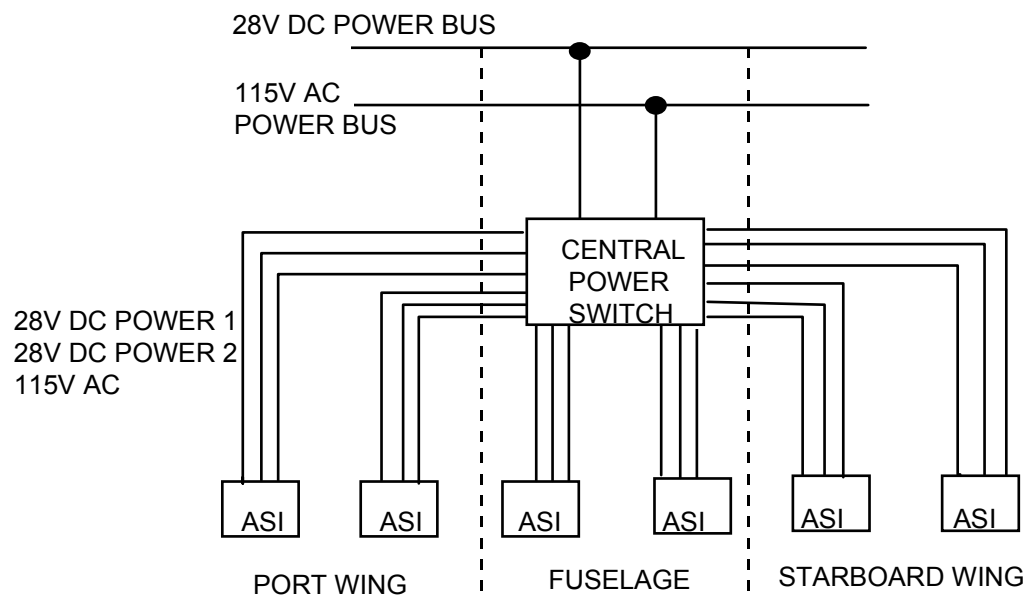 28V DC POWER BUS
115V AC
POWER BUS
CENTRAL
POWER
SWITCH
28V DC POWER 1
28V DC POWER 2
115V AC
ASI
ASI
ASI
ASI
ASI
ASI
PORT WING
FUSELAGE
STARBOARD WING